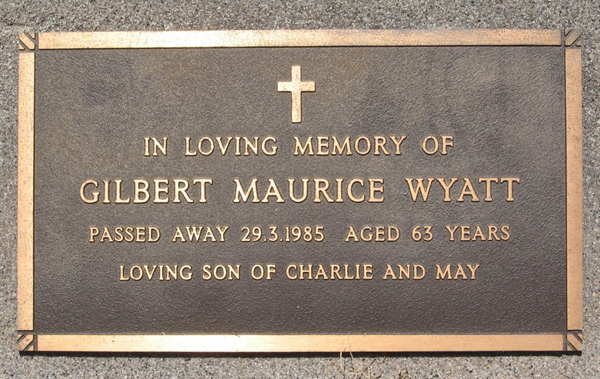 IN LOVING MEMORY OF
GILBERT MAURICE WYATT
PASSED AWAY 29.3.1985 AGED 63 YEARS
LOVING SON OF CHARLIE AND MAY